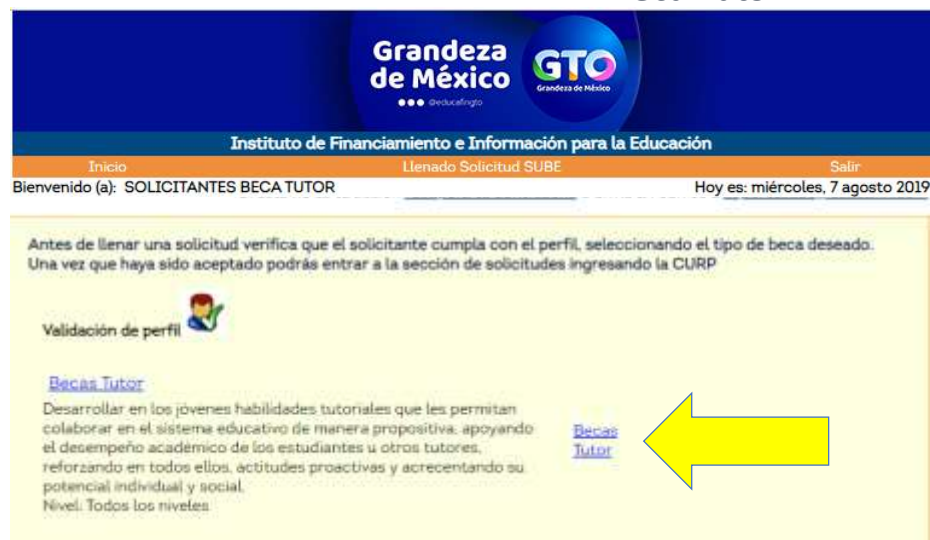 Grandeza
de México
@educafingto
GTO
Grandeza de México
Instituto de Financiamiento e Información para la Educación
Inicio Llenado Solicitud SUBE Salir
Bienvenido (a): SOLICITANTES BECA TUTOR Hoy es: miércoles, 7 agosto 2019
Antes de llenar una solicitud verifica que el solicitante cumpla con el perfil, seleccionando el tipo de beca deseado.
Una vez que haya sido aceptado podrás entrar a la sección de solicitudes ingresando la CURP
Validación de perfil
Becas Tutor
Desarrollar en los jóvenes habilidades tutoriales que les permitan
colaborar en el sistema educativo de manera propositiva, apoyando
el desempeño académico de los estudiantes u otros tutores,
reforzando en todos ellos, actitudes proactivas y acrecentando su
potencial individual y social.
Nivel: Todos los niveles
Becas
Tutor